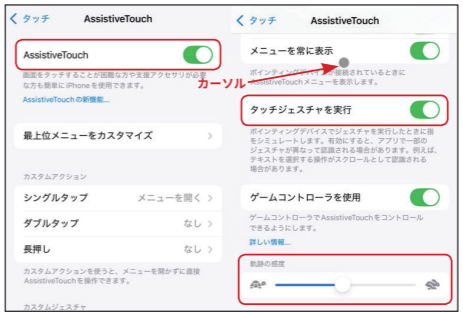 タッチ
AssistiveTouch
AssistiveTouch
画面をタッチすることが困難な方や支援アクセサリが必要
な方も簡単にiPhoneを使用できます。
AssistiveTouchの新機能...
最上位メニューをカスタマイズ
カスタムアクション
シングルタップ
メニューを開く
ダブルタップ
なし
長押し
なし
カスタムアクションを使うと、メニューを開かずに直接
AssistiveTouchを操作できます。
カスタムジェスチャ
タッチ
AssistiveTouch
メニューを常に表示
カーソル
ポインティングデバイスが接続されているときに
AssistiveTouchメニューを表示します。
タッチジェスチャを実行
ポインティングデバイスでジェスチャを実行したときに指
をシミュレートします。有効にすると、アプリで一部の
ジェスチャが異なって認識される場合があります。例えば、
テキストを選択する操作がスクロールとして認識される
場合があります。
ゲームコントローラを使用
ゲームコントローラでAssistiveTouchをコントロール
できるようにします。
詳しい情報...
軌跡の感度